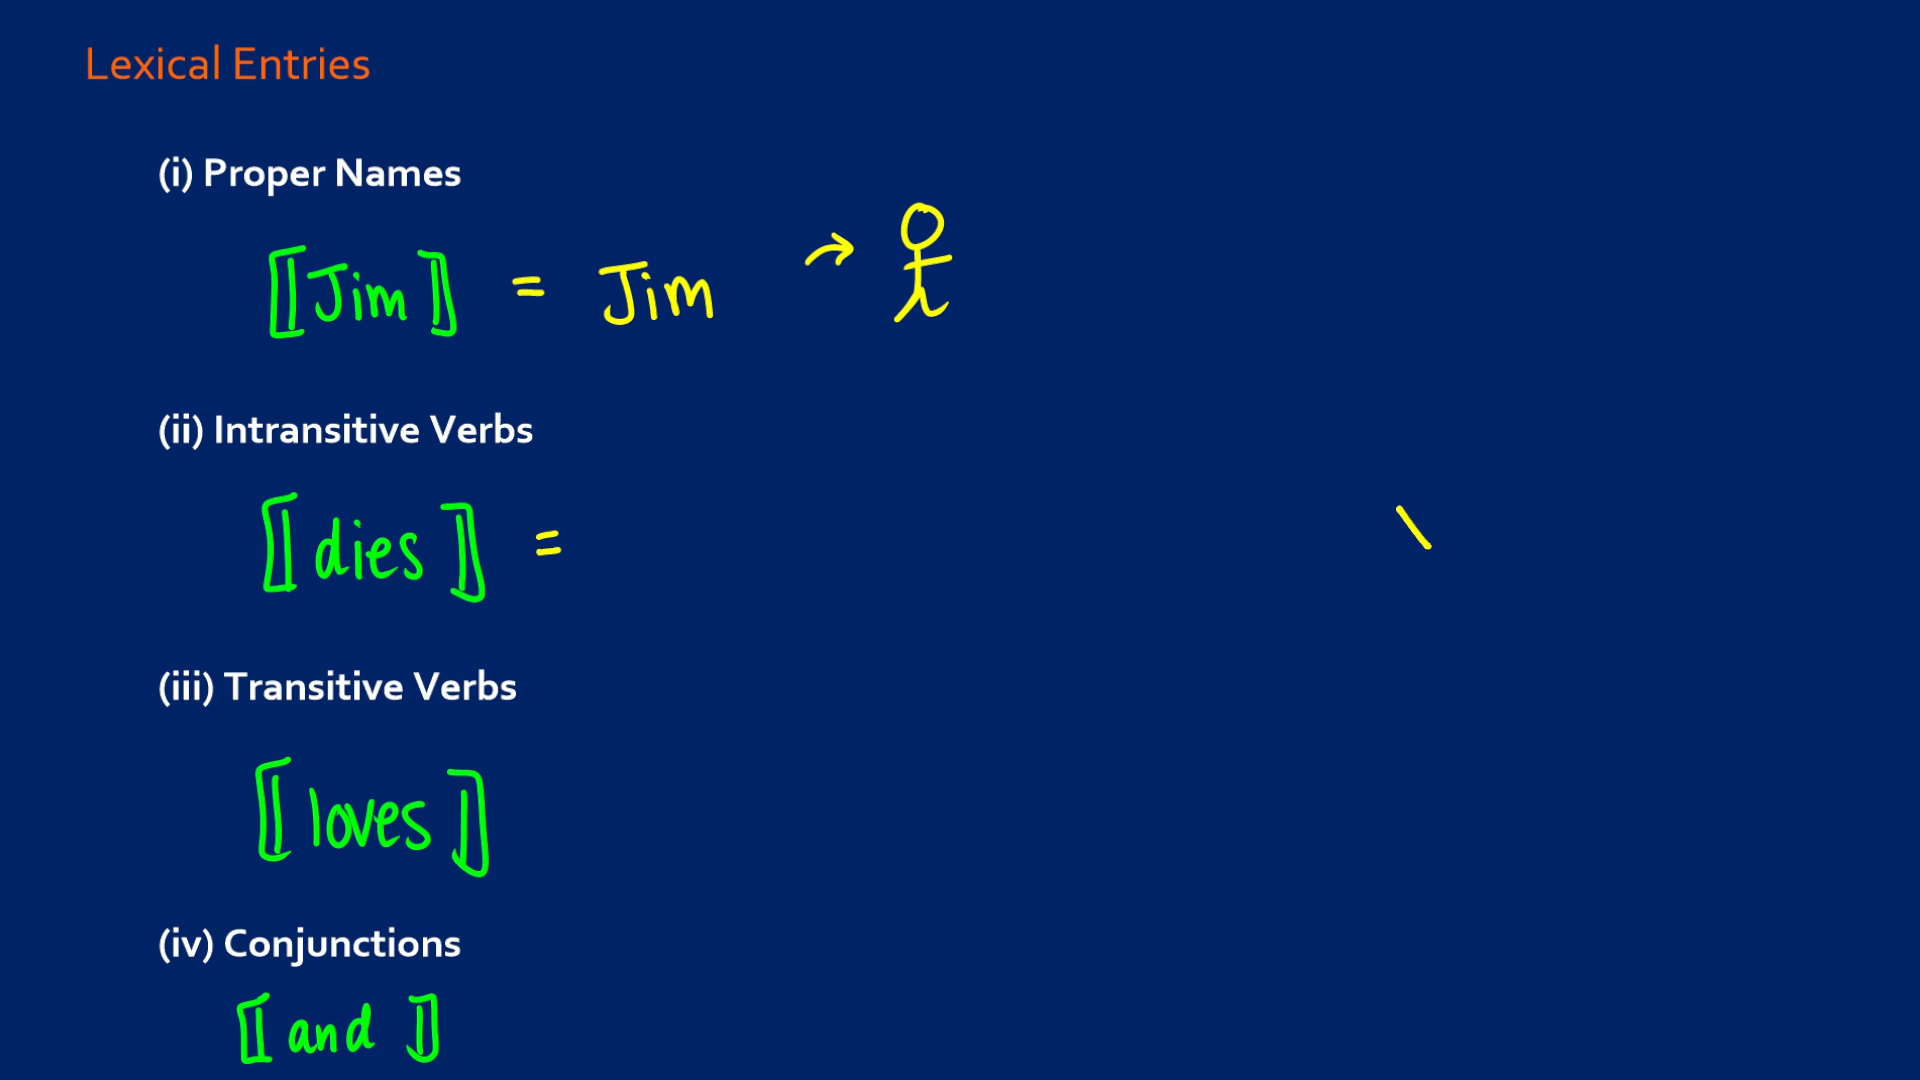 Lexical Entries
(i) Proper Names
⟦Jim⟧ = Jim →
(ii) Intransitive Verbs
⟦dies⟧ = \
(iii) Transitive Verbs
⟦loves⟧
(iv) Conjunctions
⟦and⟧